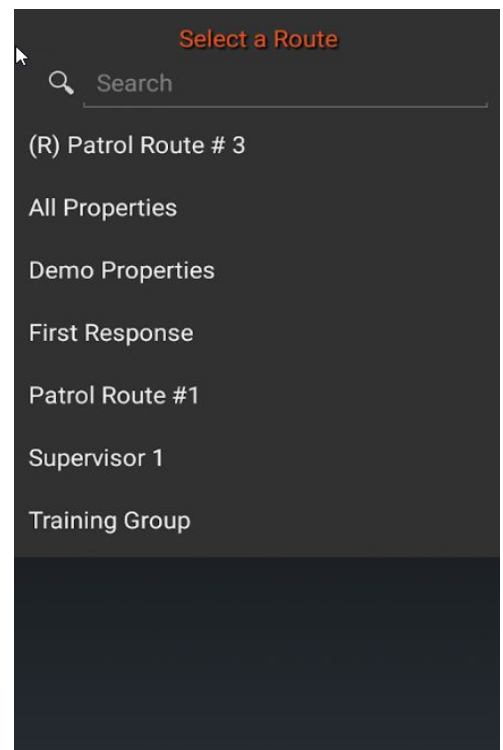 Select a Route
Search
(R) Patrol Route # 3
All Properties
Demo Properties
First Response
Patrol Route #1
Supervisor 1
Training Group